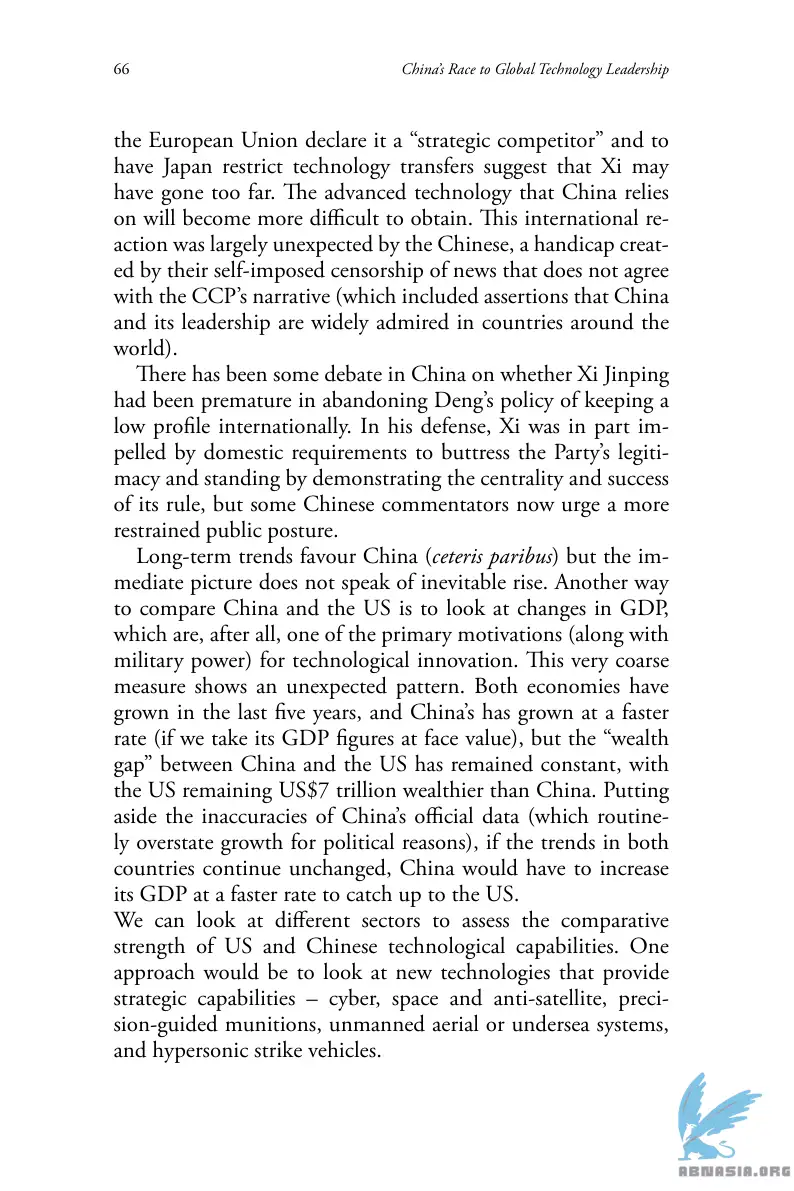 66
China’s Race to Global Technology Leadership
the European Union declare it a “strategic competitor” and to
have Japan restrict technology transfers suggest that Xi may
have gone too far. The advanced technology that China relies
on will become more difficult to obtain. This international re-
action was largely unexpected by the Chinese, a handicap creat-
ed by their self-imposed censorship of news that does not agree
with the CCP’s narrative (which included assertions that China
and its leadership are widely admired in countries around the
world).
There has been some debate in China on whether Xi Jinping
had been premature in abandoning Deng’s policy of keeping a
low profile internationally. In his defense, Xi was in part im-
pelled by domestic requirements to buttress the Party’s legiti-
macy and standing by demonstrating the centrality and success
of its rule, but some Chinese commentators now urge a more
restrained public posture.
Long-term trends favour China (ceteris paribus) but the im-
mediate picture does not speak of inevitable rise. Another way
to compare China and the US is to look at changes in GDP,
which are, after all, one of the primary motivations (along with
military power) for technological innovation. This very coarse
measure shows an unexpected pattern. Both economies have
grown in the last five years, and China’s has grown at a faster
rate (if we take its GDP figures at face value), but the “wealth
gap” between China and the US has remained constant, with
the US remaining US$7 trillion wealthier than China. Putting
aside the inaccuracies of China’s official data (which routine-
ly overstate growth for political reasons), if the trends in both
countries continue unchanged, China would have to increase
its GDP at a faster rate to catch up to the US.
We can look at different sectors to assess the comparative
strength of US and Chinese technological capabilities. One
approach would be to look at new technologies that provide
strategic capabilities – cyber, space and anti-satellite, preci-
sion-guided munitions, unmanned aerial or undersea systems,
and hypersonic strike vehicles.
ABNASIA.ORG